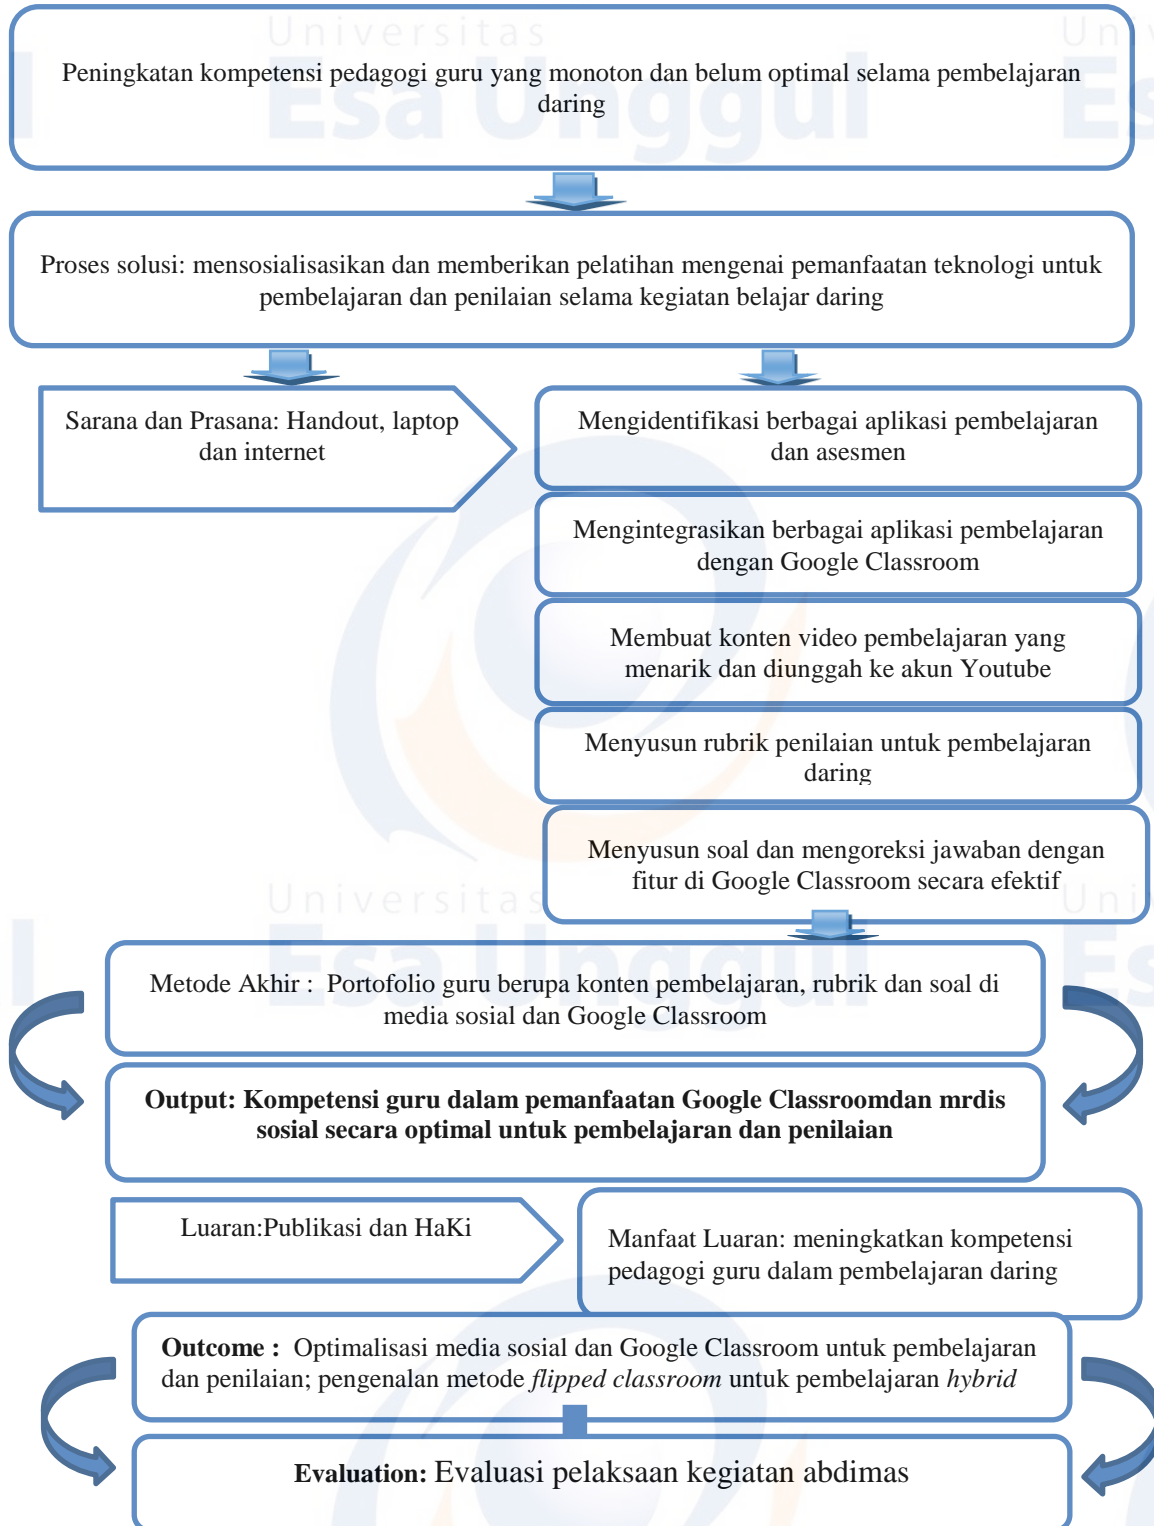 Universitas
Esa Unggul
Peningkatan kompetensi pedagogi guru yang monoton dan belum optimal selama pembelajaran
daring
Proses solusi: mensosialisasikan dan memberikan pelatihan mengenai pemanfaatan teknologi untuk
pembelajaran dan penilaian selama kegiatan belajar daring
Sarana dan Prasana: Handout, laptop
dan internet
Mengidentifikasi berbagai aplikasi pembelajaran
dan asesmen
Mengintegrasikan berbagai aplikasi pembelajaran
dengan Google Classroom
Membuat konten video pembelajaran yang
menarik dan diunggah ke akun Youtube
Menyusun rubrik penilaian untuk pembelajaran
daring
Menyusun soal dan mengoreksi jawaban dengan
fitur di Google Classroom secara efektif
Universitas
Esa Unggul
Metode Akhir :  Portofolio guru berupa konten pembelajaran, rubrik dan soal di
media sosial dan Google Classroom
Output: Kompetensi guru dalam pemanfaatan Google Classroomdan mrdis
sosial secara optimal untuk pembelajaran dan penilaian
Luaran:Publikasi dan HaKi
Manfaat Luaran: meningkatkan kompetensi
pedagogi guru dalam pembelajaran daring
Outcome :  Optimalisasi media sosial dan Google Classroom untuk pembelajaran
dan penilaian; pengenalan metode flipped classroom untuk pembelajaran hybrid
Evaluation: Evaluasi pelaksaan kegiatan abdimas